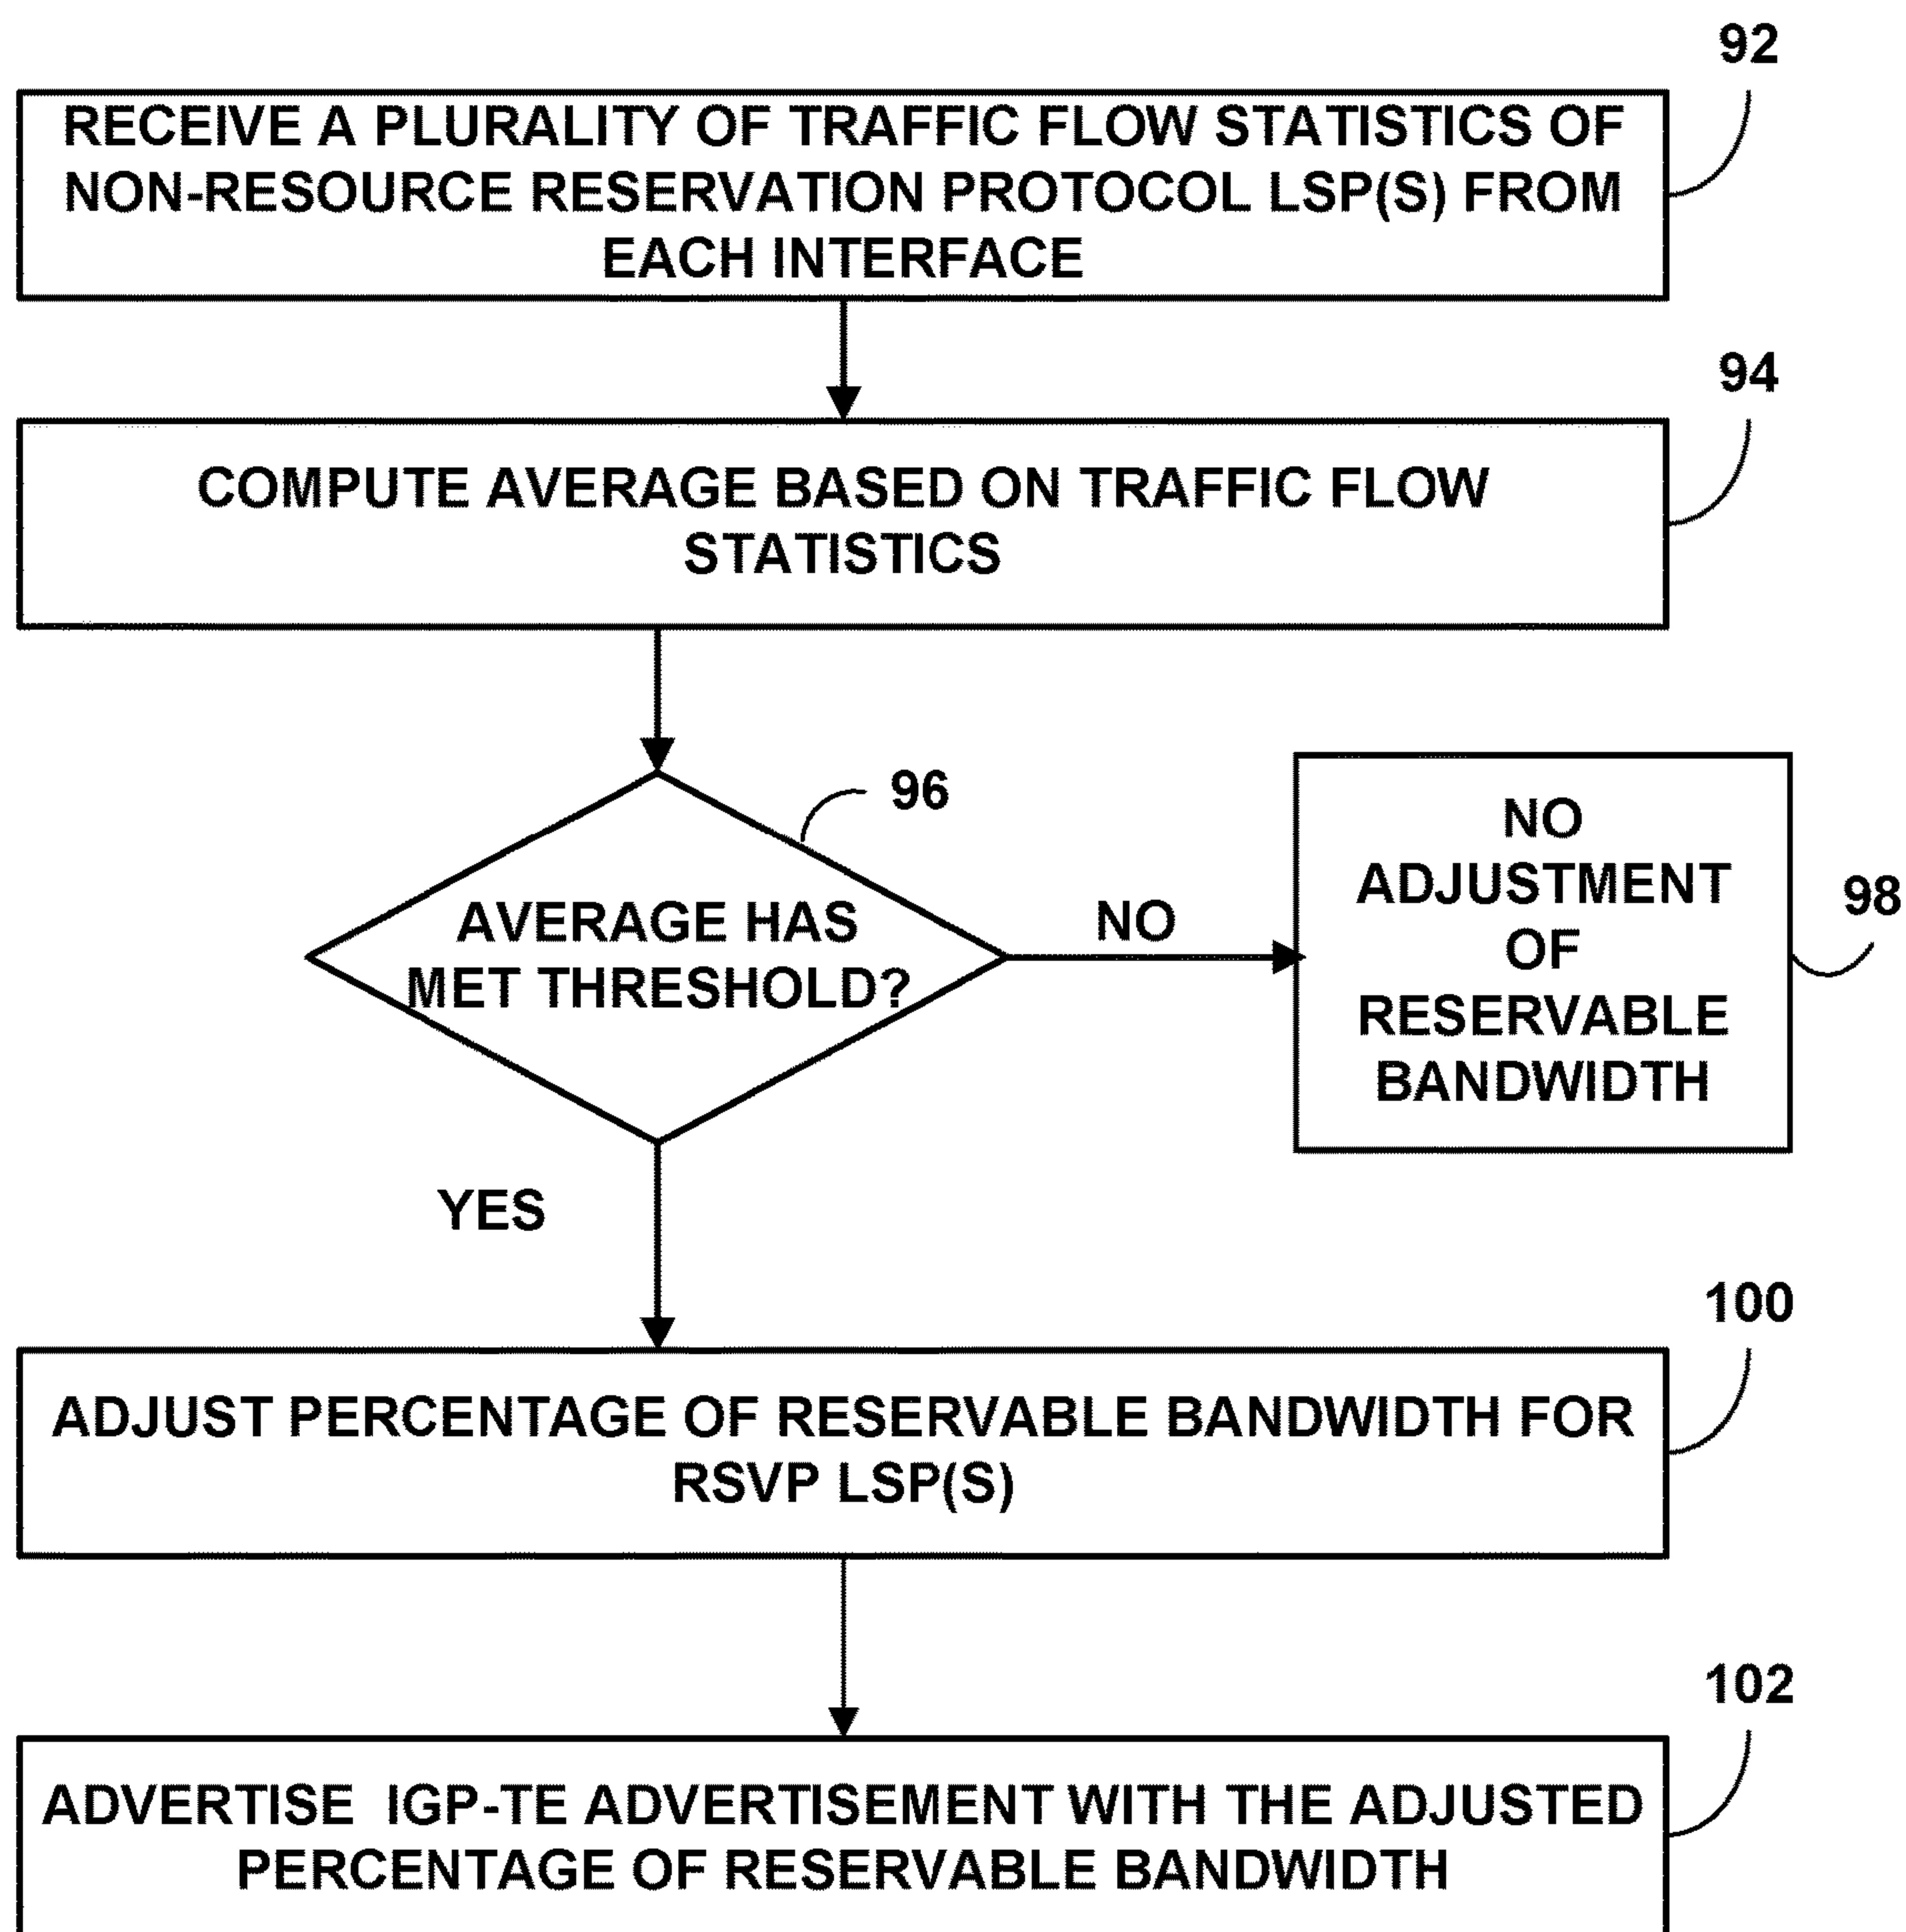 92
RECEIVE A PLURALITY OF TRAFFIC FLOW STATISTICS OF
NON-RESOURCE RESERVATION PROTOCOL LSP(S) FROM
EACH INTERFACE
94
COMPUTE AVERAGE BASED ON TRAFFIC FLOW
STATISTICS
96
AVERAGE HAS
MET THRESHOLD?
NO
NO
ADJUSTMENT
OF
RESERVABLE
BANDWIDTH
98
YES
100
ADJUST PERCENTAGE OF RESERVABLE BANDWIDTH FOR
RSVP LSP(S)
102
ADVERTISE IGP-TE ADVERTISEMENT WITH THE ADJUSTED
PERCENTAGE OF RESERVABLE BANDWIDTH